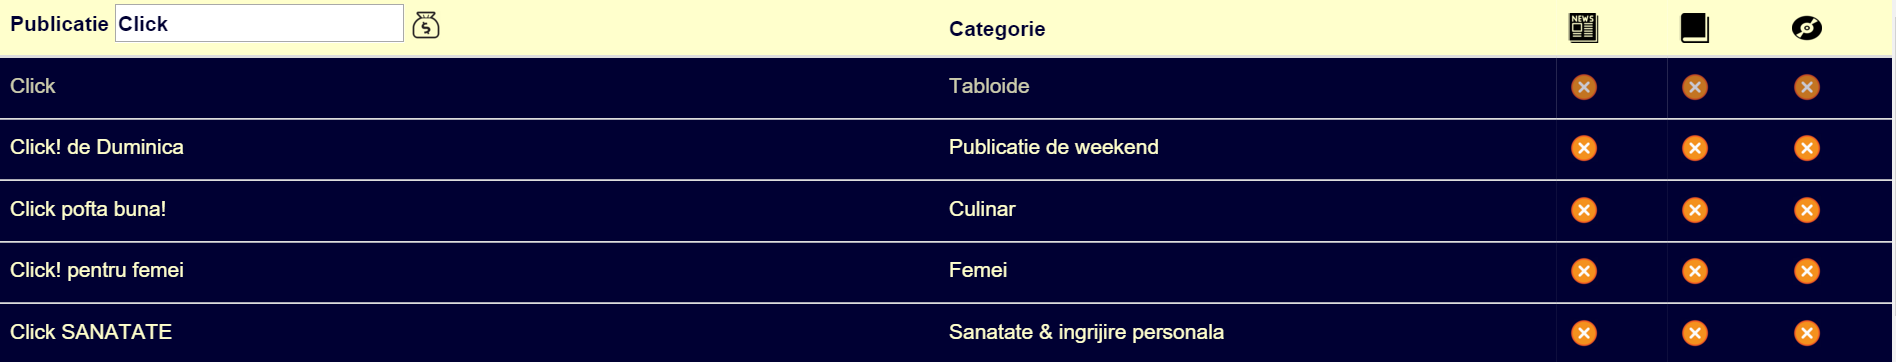 Publicatie Click $ Categorie NEWS
Click Tabloide
Click! de Duminica Publicatie de weekend
Click pofta buna! Culinar
Click! pentru femei Femei
Click SANATATE Sanatate & ingrijire personala